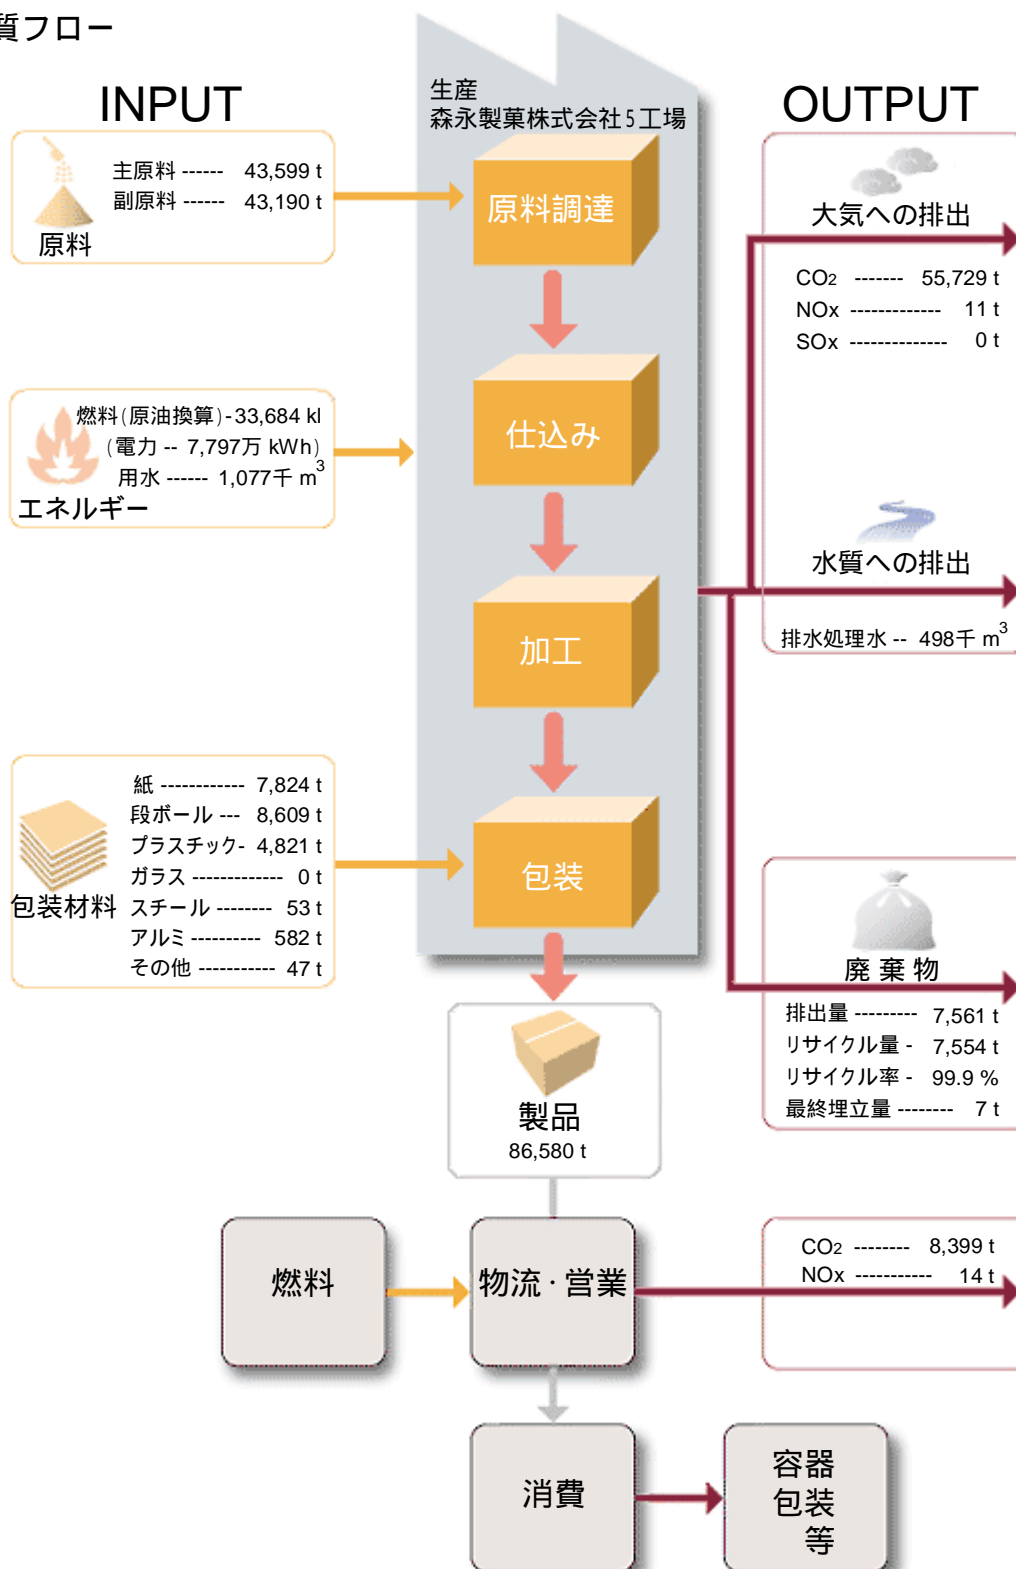 質フロー
INPUT
主原料 ------ 43,599 t
副原料 ------ 43,190 t
原料
燃料(原油換算)-33,684 kl
(電力 -- 7,797万 kWh)
用水 ------ 1,077千 m³
エネルギー
紙 ------------ 7,824 t
段ボール --- 8,609 t
プラスチック- 4,821 t
ガラス ------------- 0 t
スチール -------- 53 t
アルミ ---------- 582 t
その他 ----------- 47 t
包装材料
生産
森永製菓株式会社5工場
原料調達
仕込み
加工
包装
製品
86,580 t
燃料
物流・営業
消費
容器
包装
等
OUTPUT
大気への排出
CO₂ ------- 55,729 t
NOx ------------- 11 t
SOx -------------- 0 t
水質への排出
排水処理水 -- 498千 m³
廃棄物
排出量 --------- 7,561 t
リサイクル量 - 7,554 t
リサイクル率 - 99.9 %
最終埋立量 -------- 7 t
CO₂ -------- 8,399 t
NOx ----------- 14 t